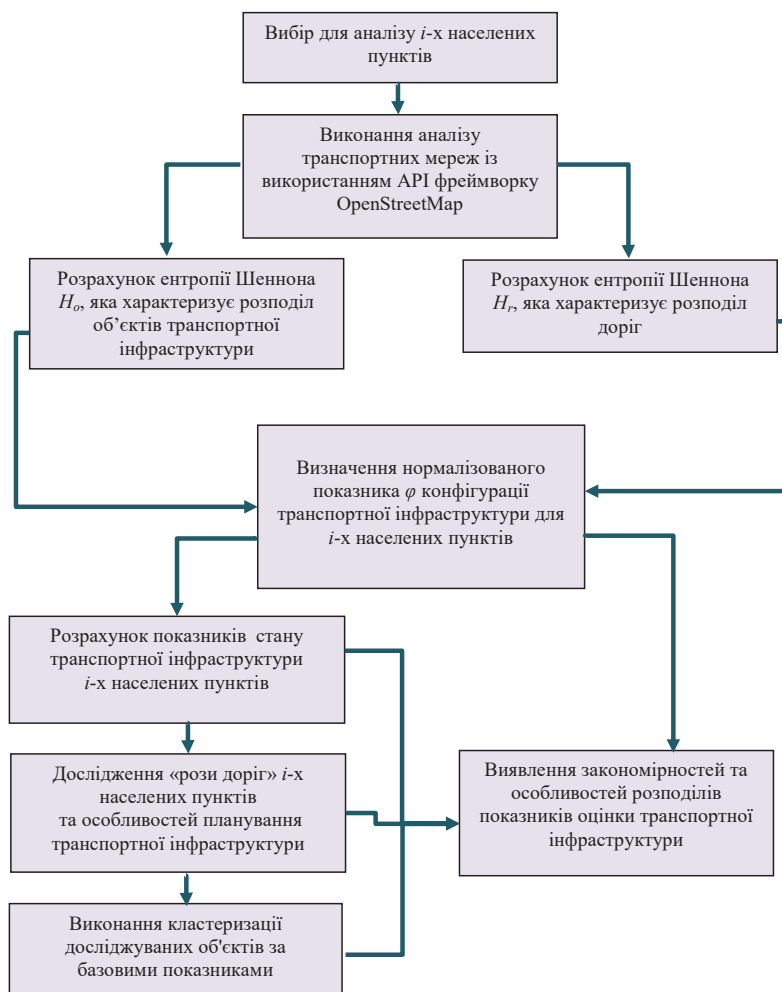 Вибір для аналізу i-х населених
пунктів
Виконання аналізу
транспортних мереж із
використанням API фреймворку
OpenStreetMap
Розрахунок ентропії Шеннона
Hₒ, яка характеризує розподіл
об’єктів транспортної
інфраструктури
Розрахунок ентропії Шеннона
Hᵣ, яка характеризує розподіл
доріг
Визначення нормалізованого
показника φ конфігурації
транспортної інфраструктури для
i-х населених пунктів
Розрахунок показників стану
транспортної інфраструктури
i-х населених пунктів
Дослідження «рози доріг» i-х
населених пунктів
та особливостей планування
транспортної інфраструктури
Виявлення закономірностей та
особливостей розподілів
показників оцінки транспортної
інфраструктури
Виконання кластеризації
досліджуваних об'єктів за
базовими показниками